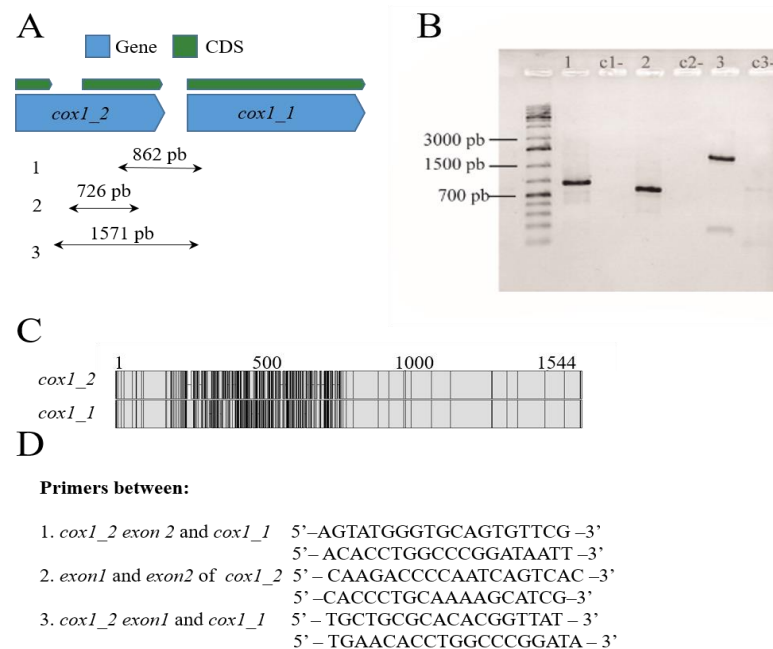 A
B
Gene CDS
cox1_2 cox1_1
1 862 pb
2 726 pb
3 1571 pb
1 c1- 2 c2- 3 c3-
3000 pb
1500 pb
700 pb
C
1 500 1000 1544
cox1_2
cox1_1
D
Primers between:
1. cox1_2 exon 2 and cox1_1 5’–AGTATGGGTGCAGTGTTCG –3’
5’–ACACCTGGCCCGGATAATT –3’
2. exon1 and exon2 of cox1_2 5’– CAAGACCCCAATCAGTCAC –3’
5’–CACCCTGCAAAAGCATCG–3’
3. cox1_2 exon1 and cox1_1 5’– TGCTGCGCACACGGTTAT – 3’
5’– TGAACACCTGGCCCGGATA – 3’